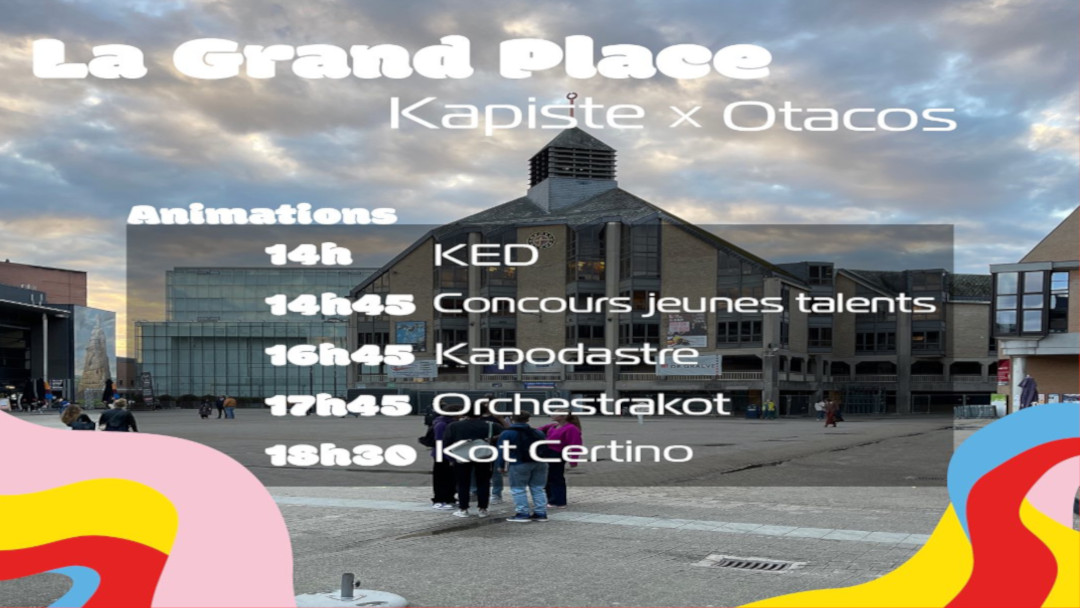 La Grand Place
Kapiste x Otacos
Animations
14h KED
14h45 Concours jeunes talents
16h45 Kapodastre
17h45 Orchestrakot
18h30 Kot Certino